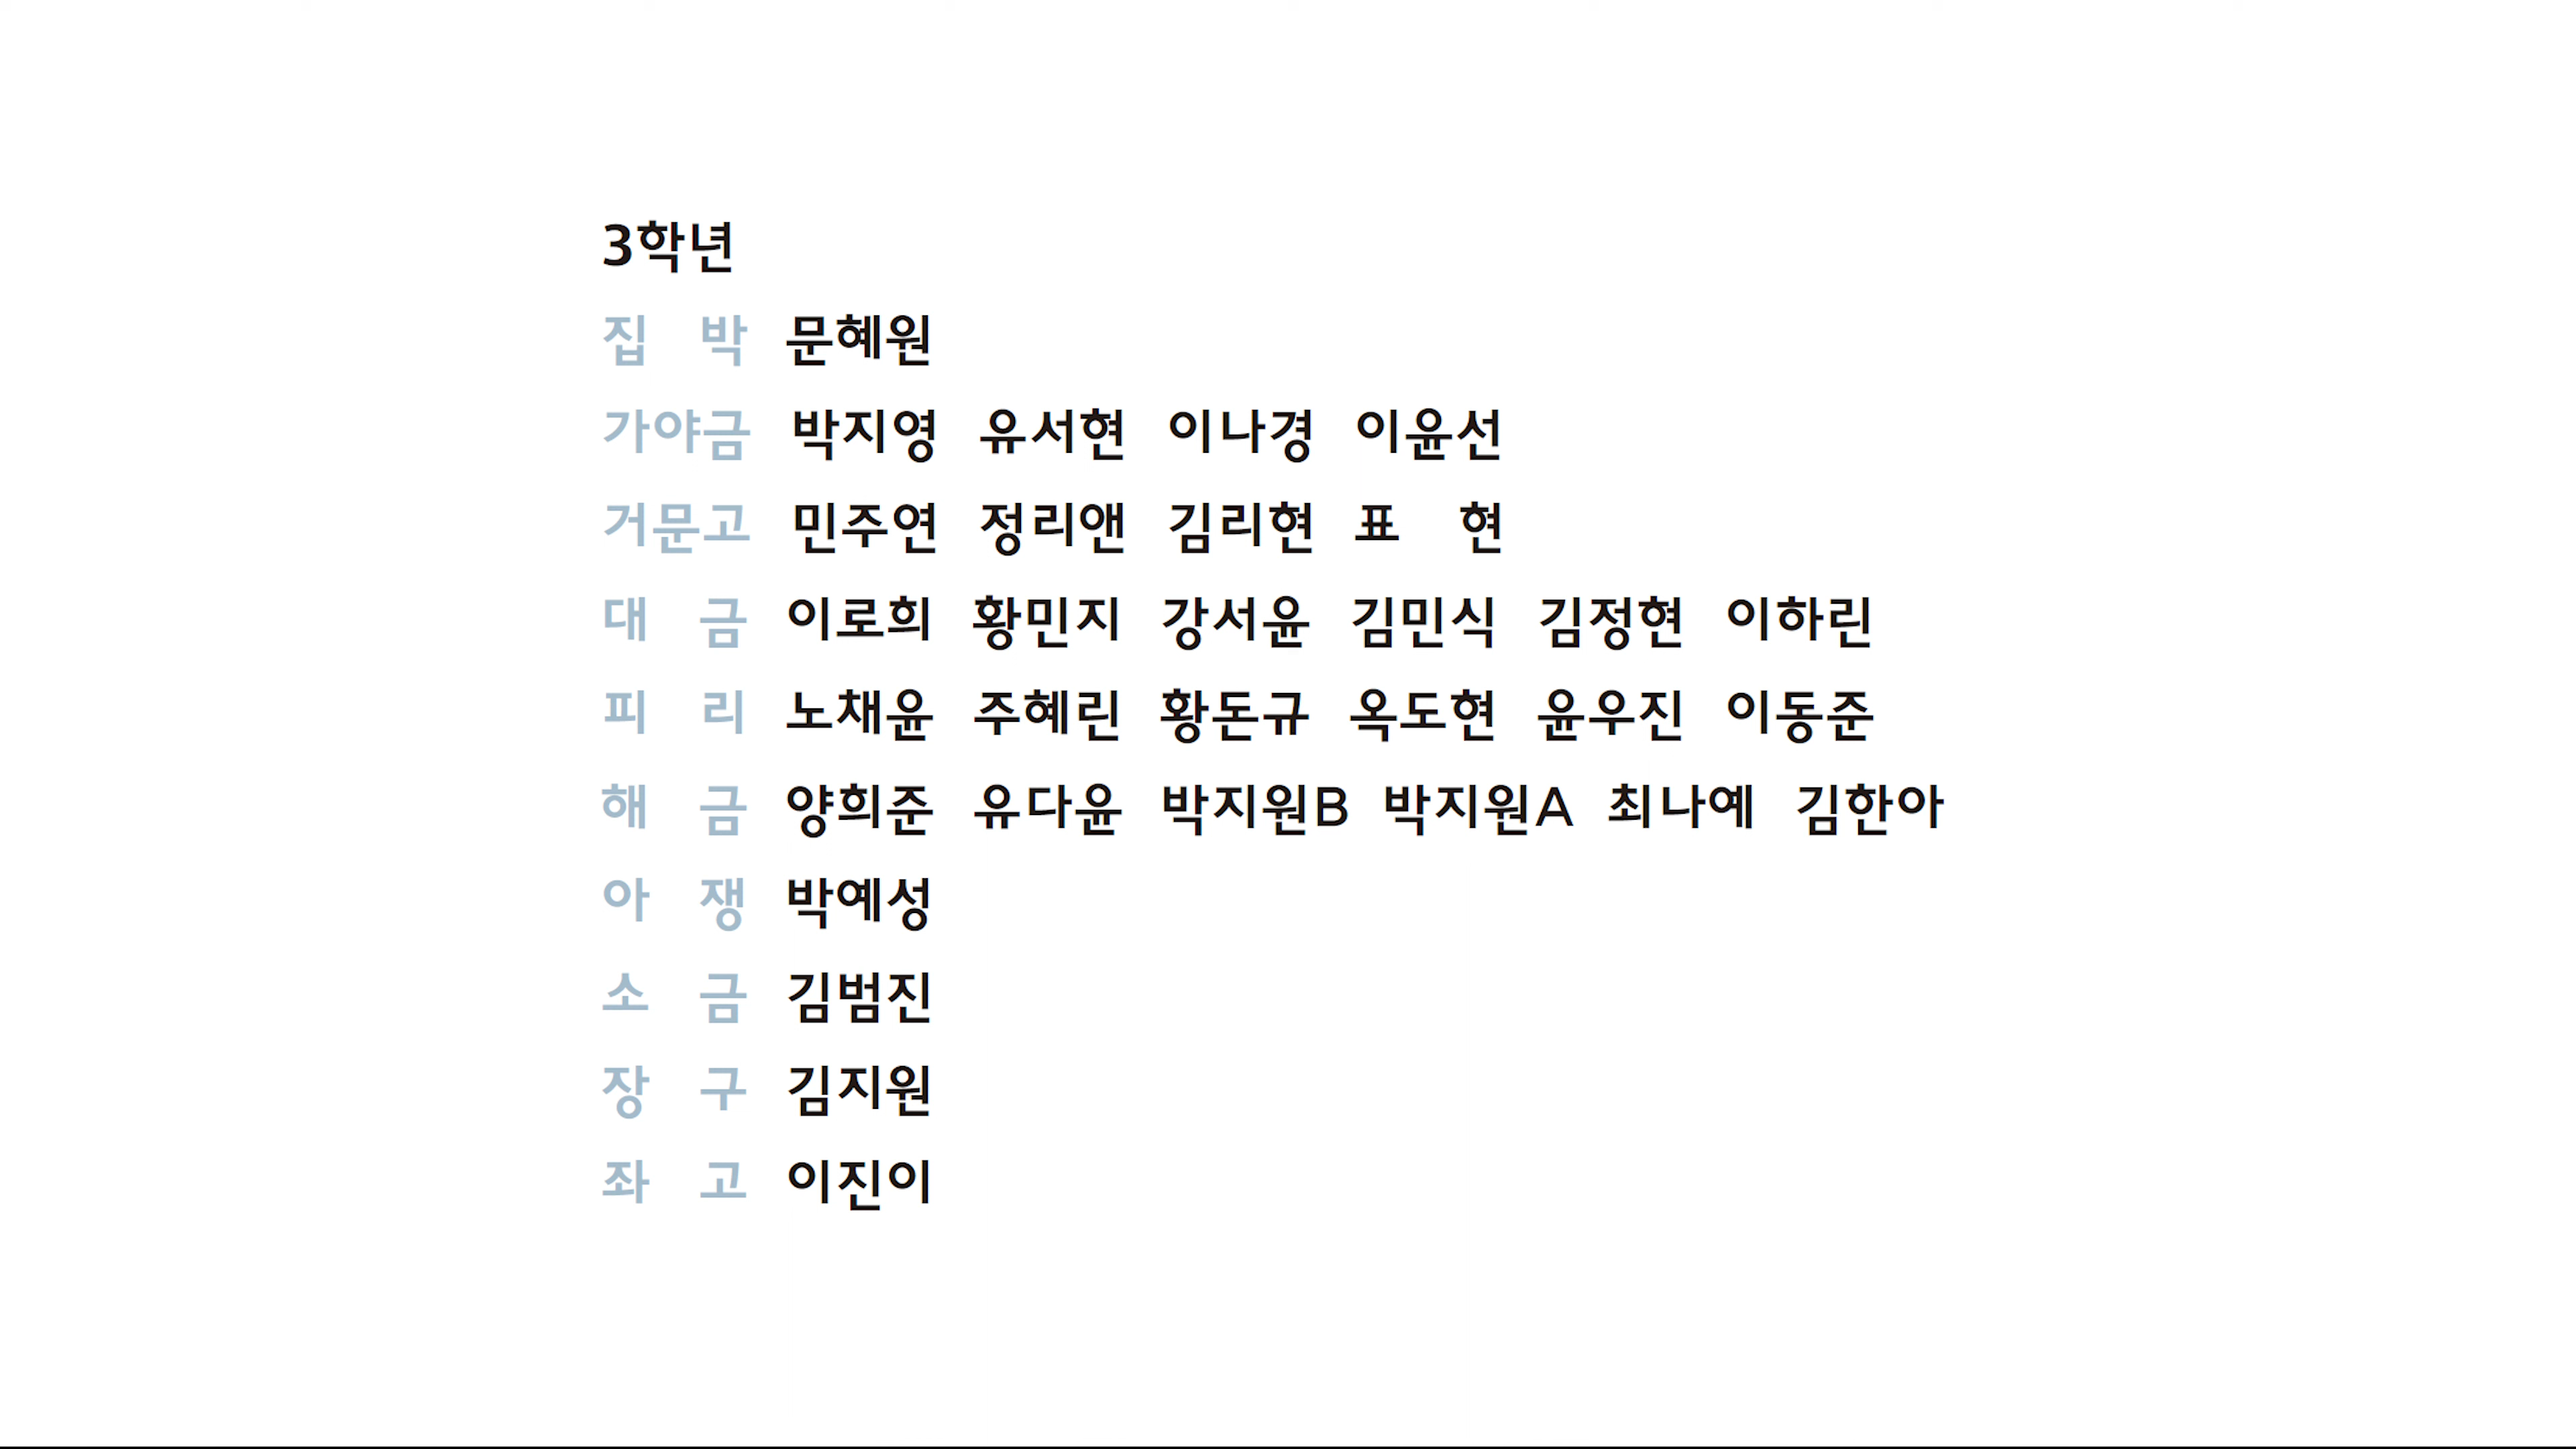 3학년
집 박 문혜원
가야금 박지영 유서현 이나경 이윤선
거문고 민주연 정리앤 김리현 표 현
대 금 이로희 황민지 강서윤 김민식 김정현 이하린
피 리 노채윤 주혜린 황돈규 옥도현 윤우진 이동준
해 금 양희준 유다윤 박지원B 박지원A 최나예 김한아
아 쟁 박예성
소 금 김범진
장 구 김지원
좌 고 이진이